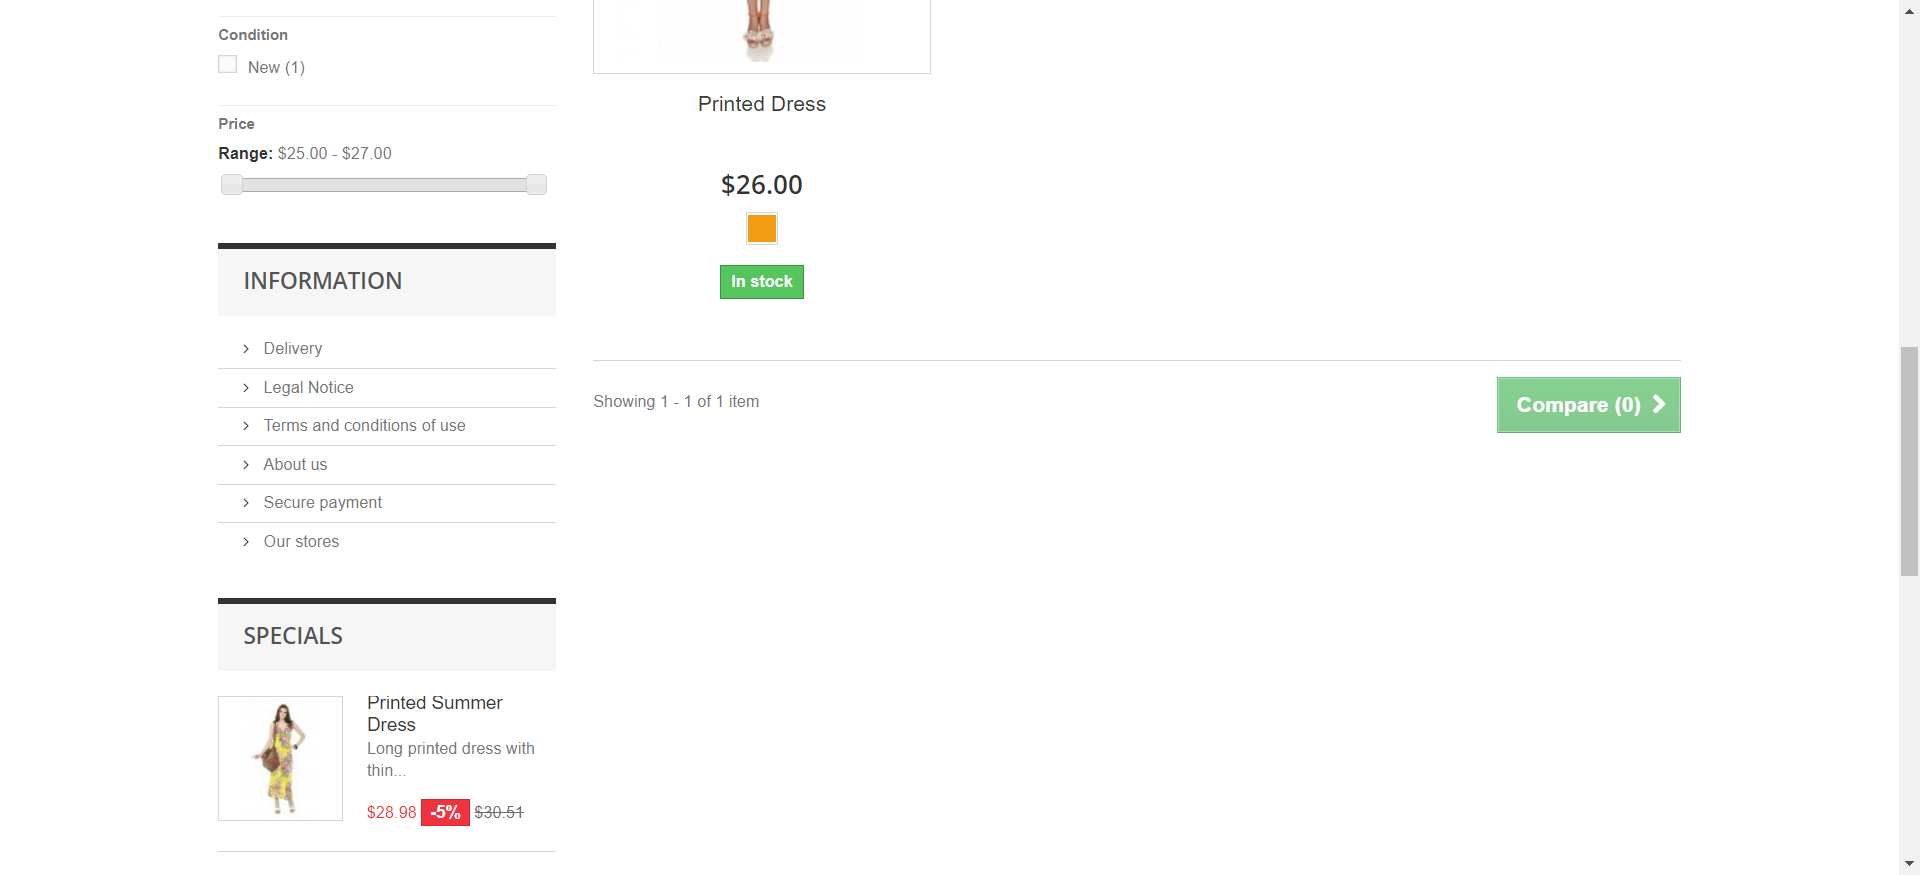 Condition
New (1)
Price
Range: $25.00 - $27.00
INFORMATION
Delivery
Legal Notice
Terms and conditions of use
About us
Secure payment
Our stores
SPECIALS
Printed Summer
Dress
Long printed dress with
thin...
$28.98 -5% $30.51
Printed Dress
$26.00
In stock
Showing 1 - 1 of 1 item
Compare (0)